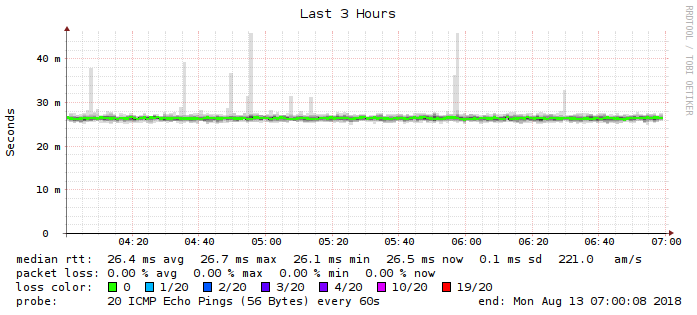 Last 3 Hours
RRDTOOL / TOBI OETIKER
Seconds
40 m
30 m
20 m
10 m
0
04:20 04:40 05:00 05:20 05:40 06:00 06:20 06:40 07:00
median rtt: 26.4 ms avg 26.7 ms max 26.1 ms min 26.5 ms now 0.1 ms sd 221.0 am/s
packet loss: 0.00 % avg 0.00 % max 0.00 % min 0.00 % now
loss color: 0 1/20 2/20 3/20 4/20 10/20 19/20
probe: 20 ICMP Echo Pings (56 Bytes) every 60s end: Mon Aug 13 07:00:08 2018